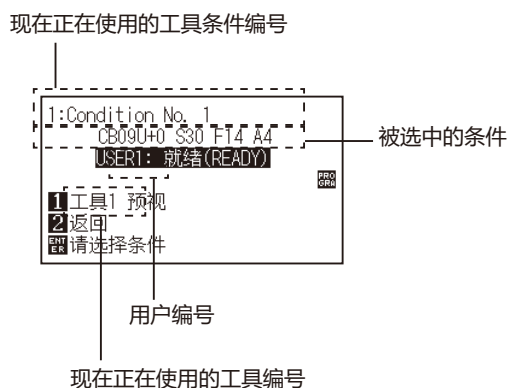 现在正在使用的工具条件编号
1:Condition No. 1
CB09U+0 S30 F14 A4
被选中的条件
USER1: 就绪(READY)
PRO
GRA
1 工具1 预视
2 返回
ENT
ER 请选择条件
用户编号
现在正在使用的工具编号